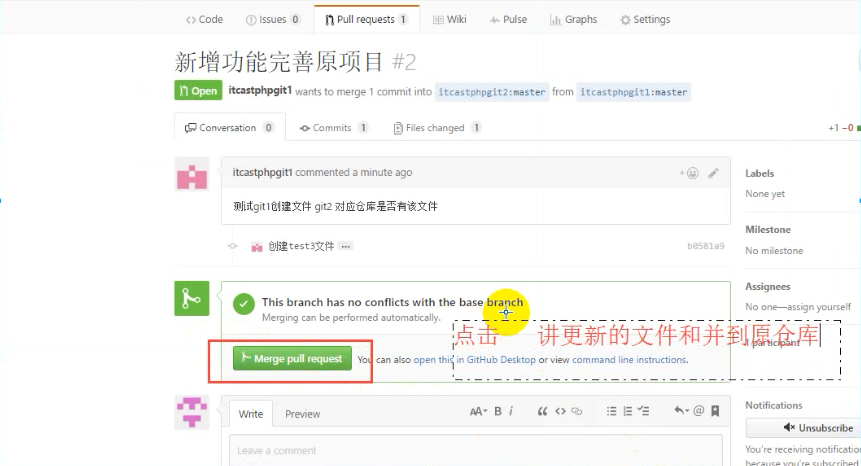 Code Issues 0 Pull requests 1 Wiki Pulse Graphs Settings
新增功能完善原项目 #2
Open itcastphpgit1 wants to merge 1 commit into itcastphpgit2:master from itcastphpgit1:master
Conversation 0 Commits 1 Files changed 1 +1 −0
itcastphpgit1 commented a minute ago
测试git1创建文件 git2 对应仓库是否有该文件
创建test3文件 ... b0581a9
Labels
None yet
Milestone
No milestone
Assignees
No one—assign yourself
This branch has no conflicts with the base branch
Merging can be performed automatically.
点击 讲更新的文件和并到原仓库
participant
Merge pull request You can also open this in GitHub Desktop or view command line instructions.
Write Preview AA B i
Leave a comment
Notifications
Unsubscribe
You're receiving notification
because you're subscribed